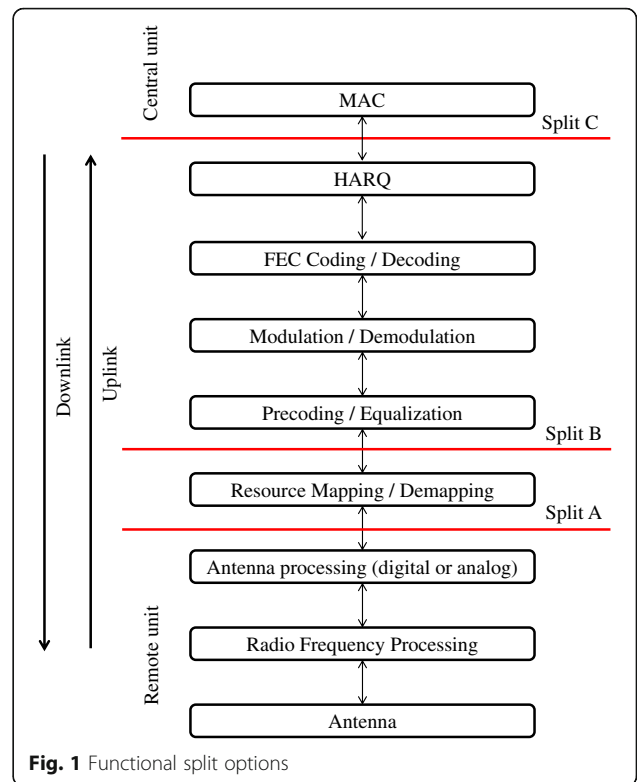 Central unit
MAC
Split C
HARQ
FEC Coding / Decoding
Modulation / Demodulation
Downlink
Uplink
Precoding / Equalization
Split B
Resource Mapping / Demapping
Split A
Antenna processing (digital or analog)
Remote unit
Radio Frequency Processing
Antenna
Fig. 1 Functional split options